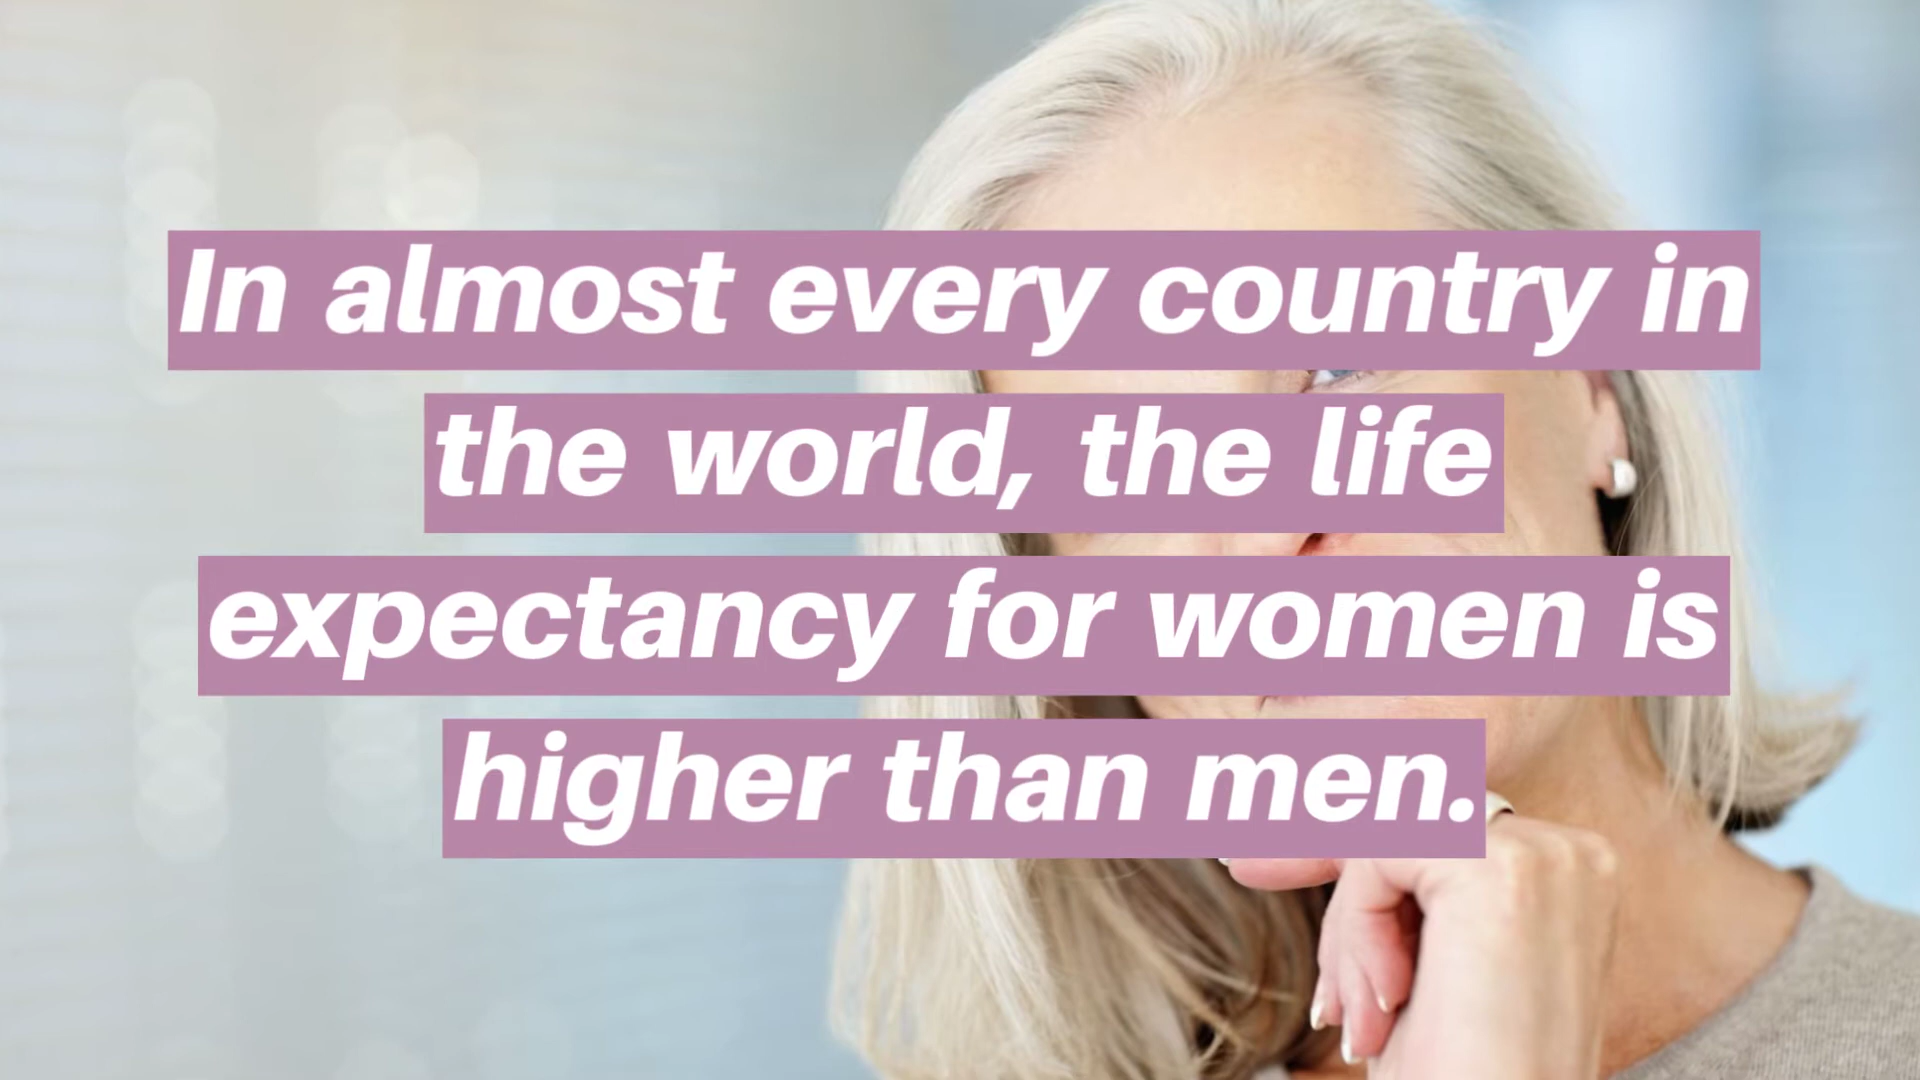 In almost every country in
the world, the life
expectancy for women is
higher than men.